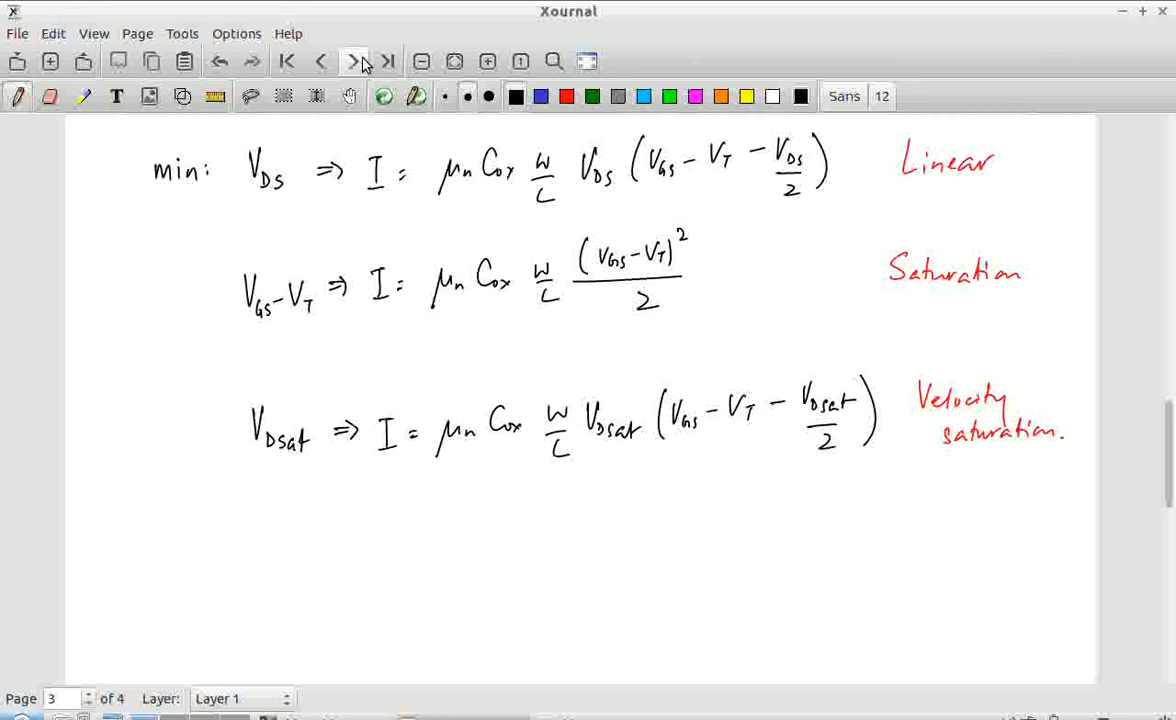 Xournal
File Edit View Page Tools Options Help
Sans 12
min: V_DS ⇒ I = μn Cox W/L V_DS (V_GS − V_T − V_DS/2) Linear
V_GS − V_T ⇒ I = μn Cox W/L (V_GS − V_T)²/2 Saturation
V_Dsat ⇒ I = μn Cox W/L V_Dsat (V_GS − V_T − V_Dsat/2) Velocity
saturation.
Page 3 of 4 Layer: Layer 1